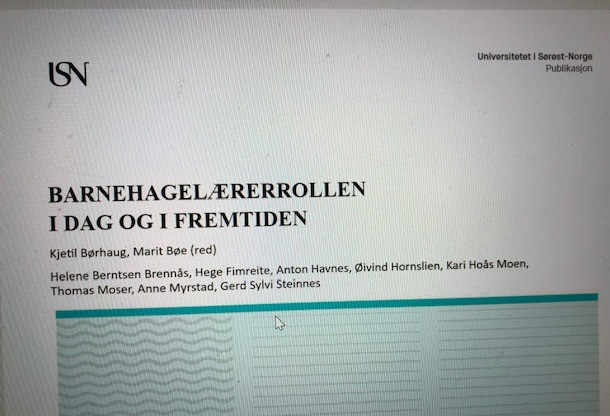 USN
Universitetet i Sørøst-Norge
Publikasjon
BARNEHAGELÆRERROLLEN
I DAG OG I FREMTIDEN
Kjetil Børhaug, Marit Bøe (red)
Helene Berntsen Brennås, Hege Fimreite, Anton Havnes, Øivind Hornslien, Kari Hoås Moen,
Thomas Moser, Anne Myrstad, Gerd Sylvi Steinnes